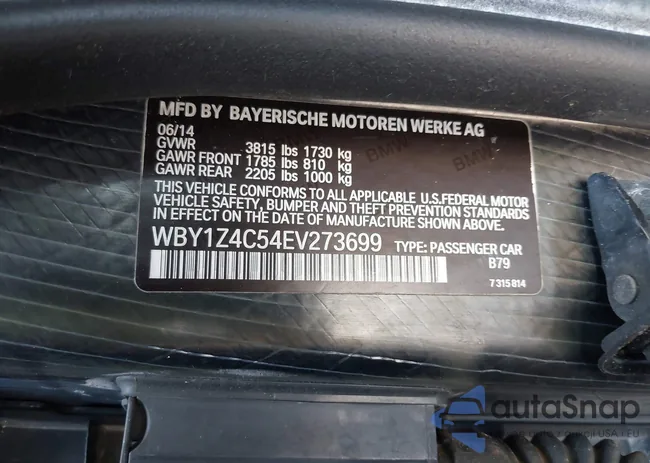 MFD BY BAYERISCHE MOTOREN WERKE AG
06/14
GVWR 3815 lbs 1730 kg
GAWR FRONT 1785 lbs 810 kg
GAWR REAR 2205 lbs 1000 kg
THIS VEHICLE CONFORMS TO ALL APPLICABLE U.S.FEDERAL MOTOR
VEHICLE SAFETY, BUMPER AND THEFT PREVENTION STANDARDS
IN EFFECT ON THE DATE OF MANUFACTURE SHOWN ABOVE.
WBY1Z4C54EV273699 TYPE: PASSENGER CAR
B79
7315814
autoSnap